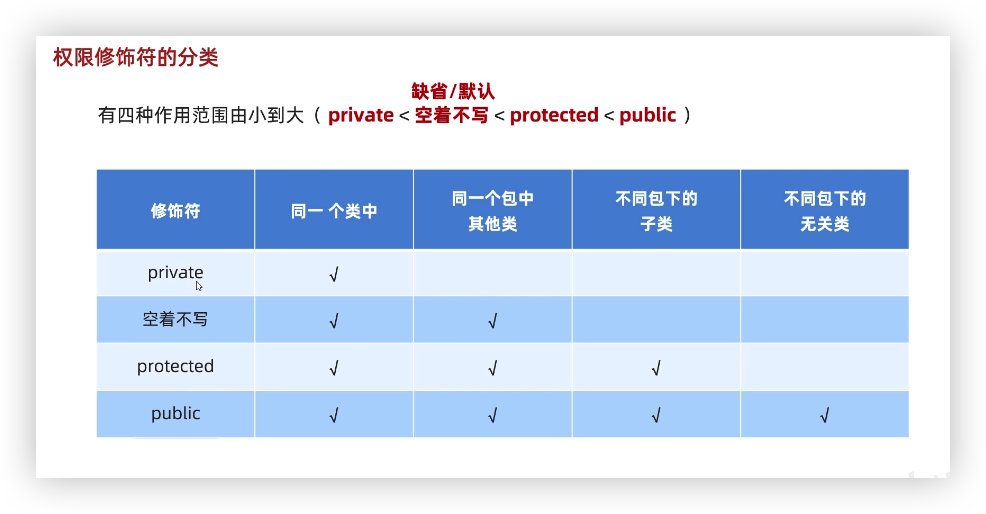 权限修饰符的分类
缺省/默认
有四种作用范围由小到大（ private < 空着不写 < protected < public ）
修饰符 同一个类中 同一个包中其他类 不同包下的子类 不同包下的无关类
private √
空着不写 √ √
protected √ √ √
public √ √ √ √